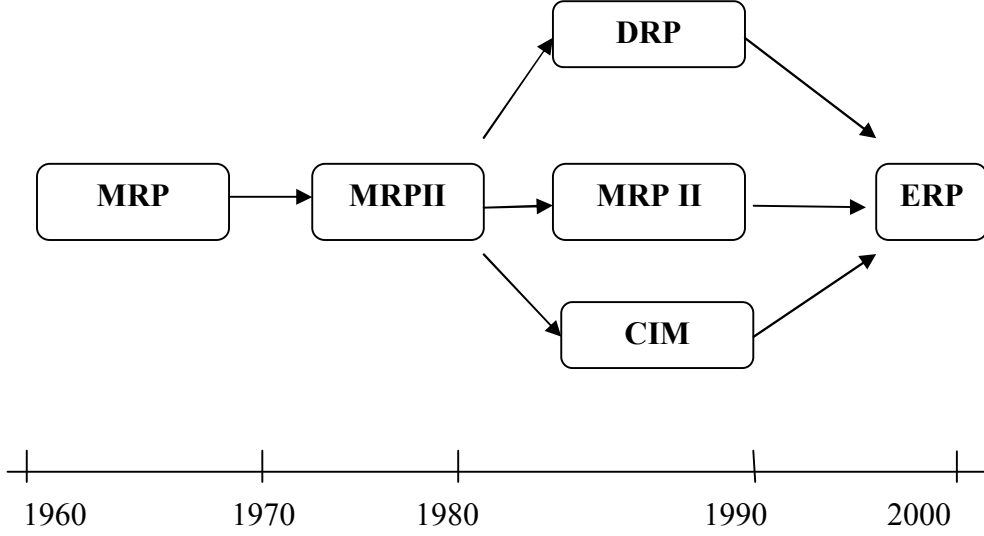 DRP
MRP
MRPII
MRP II
ERP
CIM
1960
1970
1980
1990
2000